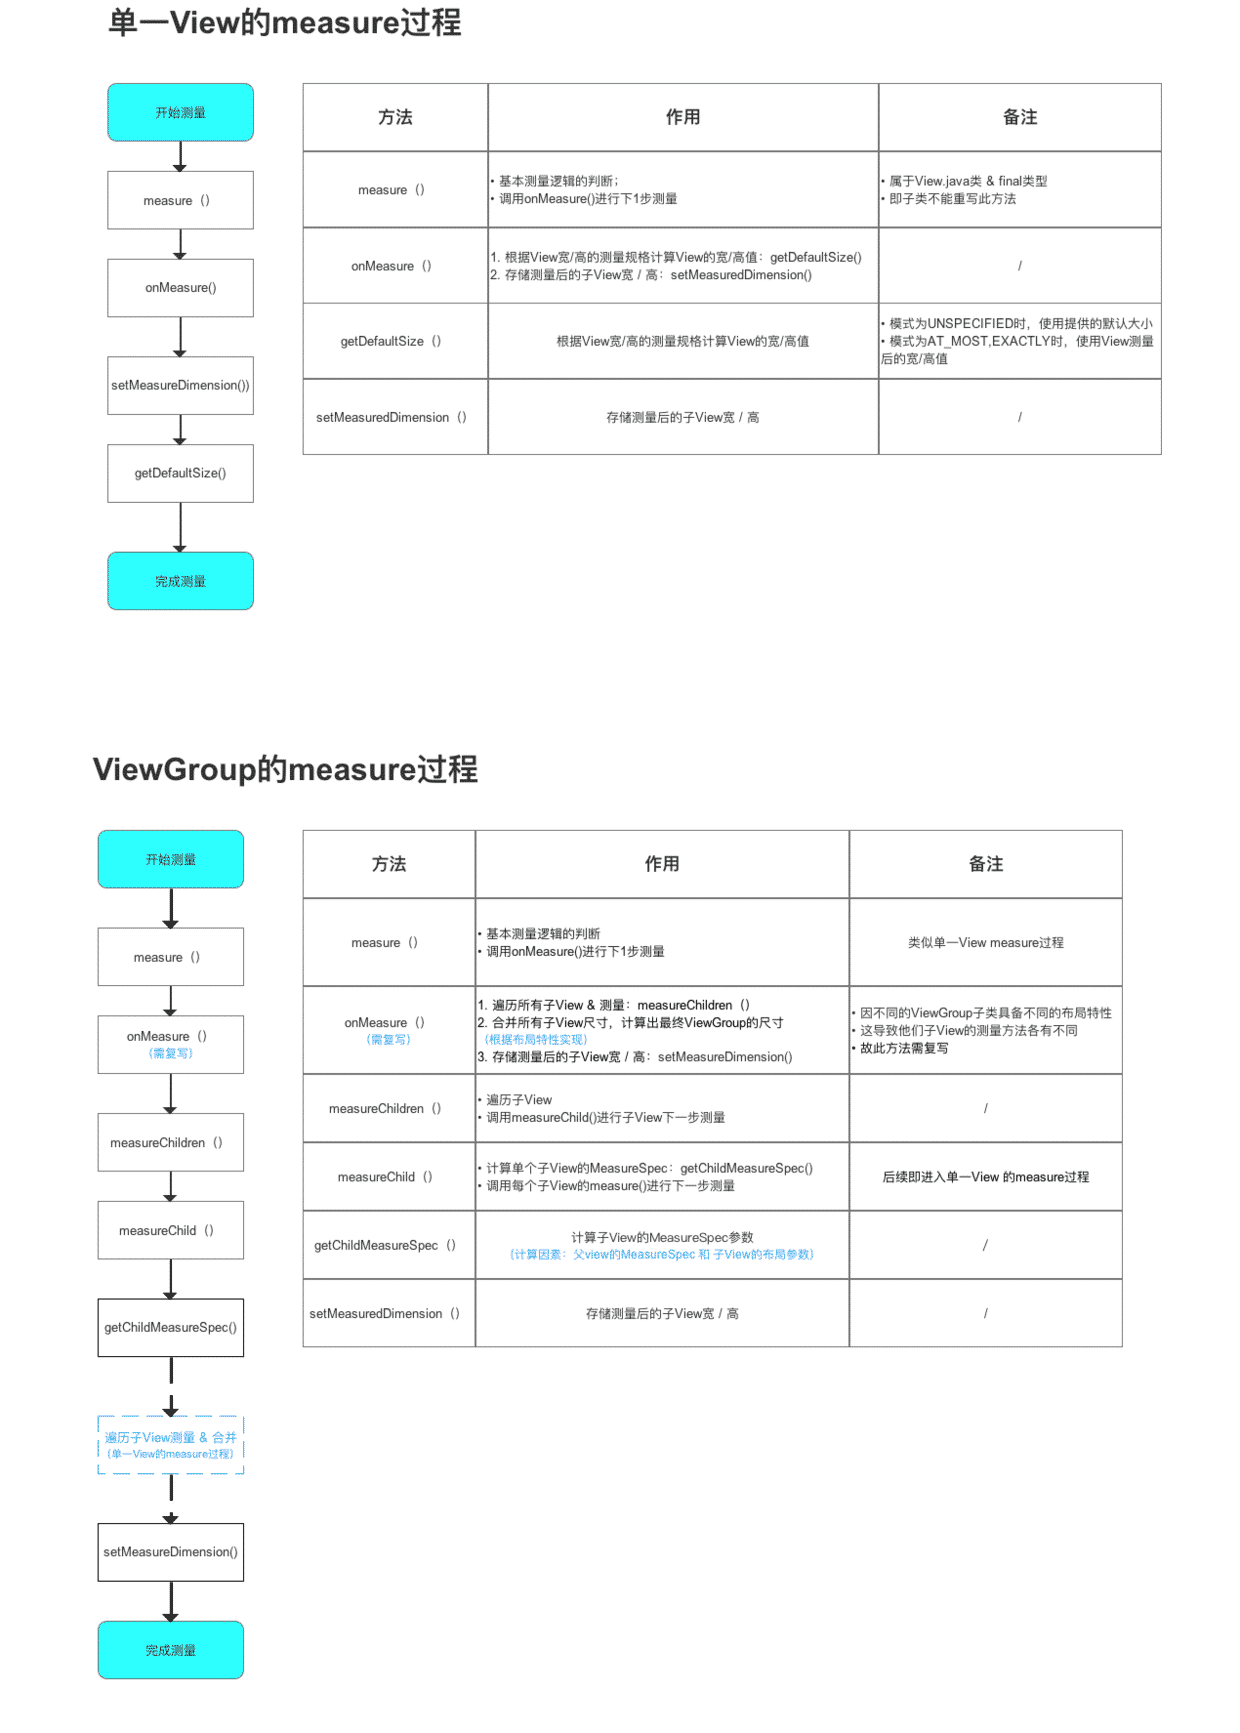 单一View的measure过程
开始测量
measure（）
onMeasure()
setMeasureDimension())
getDefaultSize()
完成测量
方法
作用
备注
measure（）
• 基本测量逻辑的判断；
• 调用onMeasure()进行下1步测量
• 属于View.java类 & final类型
• 即子类不能重写此方法
onMeasure（）
1. 根据View宽/高的测量规格计算View的宽/高值：getDefaultSize()
2. 存储测量后的子View宽 / 高：setMeasuredDimension()
/
getDefaultSize（）
根据View宽/高的测量规格计算View的宽/高值
• 模式为UNSPECIFIED时，使用提供的默认大小
• 模式为AT_MOST,EXACTLY时，使用View测量
后的宽/高值
setMeasuredDimension（）
存储测量后的子View宽 / 高
/
ViewGroup的measure过程
开始测量
measure（）
onMeasure（）
（需复写）
measureChildren（）
measureChild（）
getChildMeasureSpec()
遍历子View测量 & 合并
（单一View的measure过程）
setMeasureDimension()
完成测量
方法
作用
备注
measure（）
• 基本测量逻辑的判断
• 调用onMeasure()进行下1步测量
类似单一View measure过程
onMeasure（）
（需复写）
1. 遍历所有子View & 测量：measureChildren（）
2. 合并所有子View尺寸，计算出最终ViewGroup的尺寸
（根据布局特性实现）
3. 存储测量后的子View宽 / 高：setMeasureDimension()
• 因不同的ViewGroup子类具备不同的布局特性
• 这导致他们子View的测量方法各有不同
• 故此方法需复写
measureChildren（）
• 遍历子View
• 调用measureChild()进行子View下一步测量
/
measureChild（）
• 计算单个子View的MeasureSpec：getChildMeasureSpec()
• 调用每个子View的measure()进行下一步测量
后续即进入单一View 的measure过程
getChildMeasureSpec（）
计算子View的MeasureSpec参数
（计算因素：父view的MeasureSpec 和 子View的布局参数）
/
setMeasuredDimension（）
存储测量后的子View宽 / 高
/